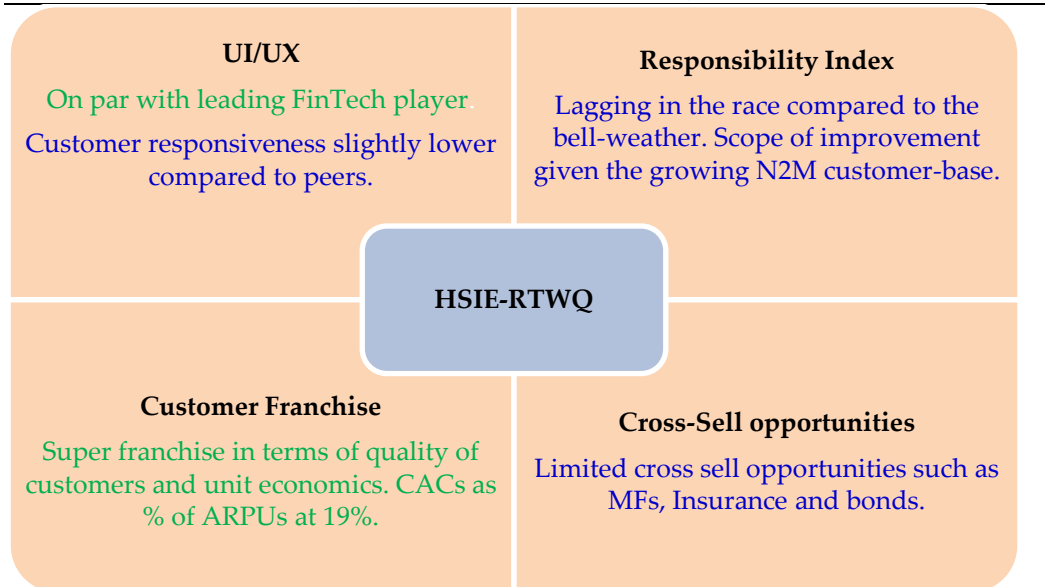 UI/UX
On par with leading FinTech player.
Customer responsiveness slightly lower
compared to peers.
Responsibility Index
Lagging in the race compared to the
bell-weather. Scope of improvement
given the growing N2M customer-base.
HSIE-RTWQ
Customer Franchise
Super franchise in terms of quality of
customers and unit economics. CACs as
% of ARPUs at 19%.
Cross-Sell opportunities
Limited cross sell opportunities such as
MFs, Insurance and bonds.